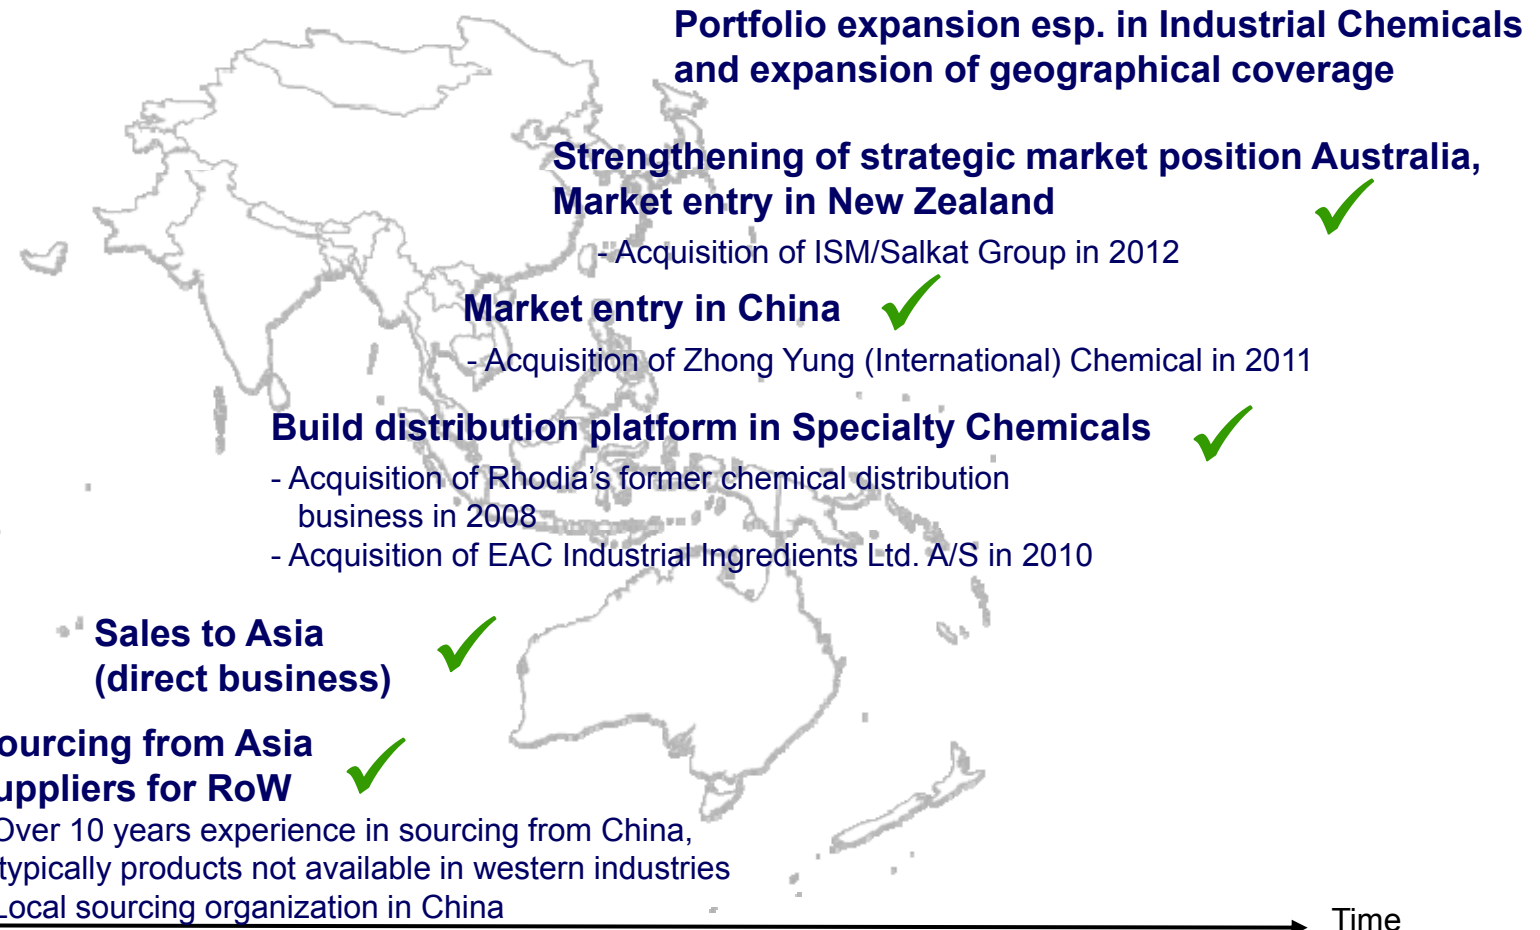 Portfolio expansion esp. in Industrial Chemicals
and expansion of geographical coverage
Strengthening of strategic market position Australia,
Market entry in New Zealand
- Acquisition of ISM/Salkat Group in 2012
Market entry in China
- Acquisition of Zhong Yung (International) Chemical in 2011
Build distribution platform in Specialty Chemicals
- Acquisition of Rhodia’s former chemical distribution
business in 2008
- Acquisition of EAC Industrial Ingredients Ltd. A/S in 2010
Sales to Asia
(direct business)
ourcing from Asia
uppliers for RoW
Over 10 years experience in sourcing from China,
typically products not available in western industries
Local sourcing organization in China
Time